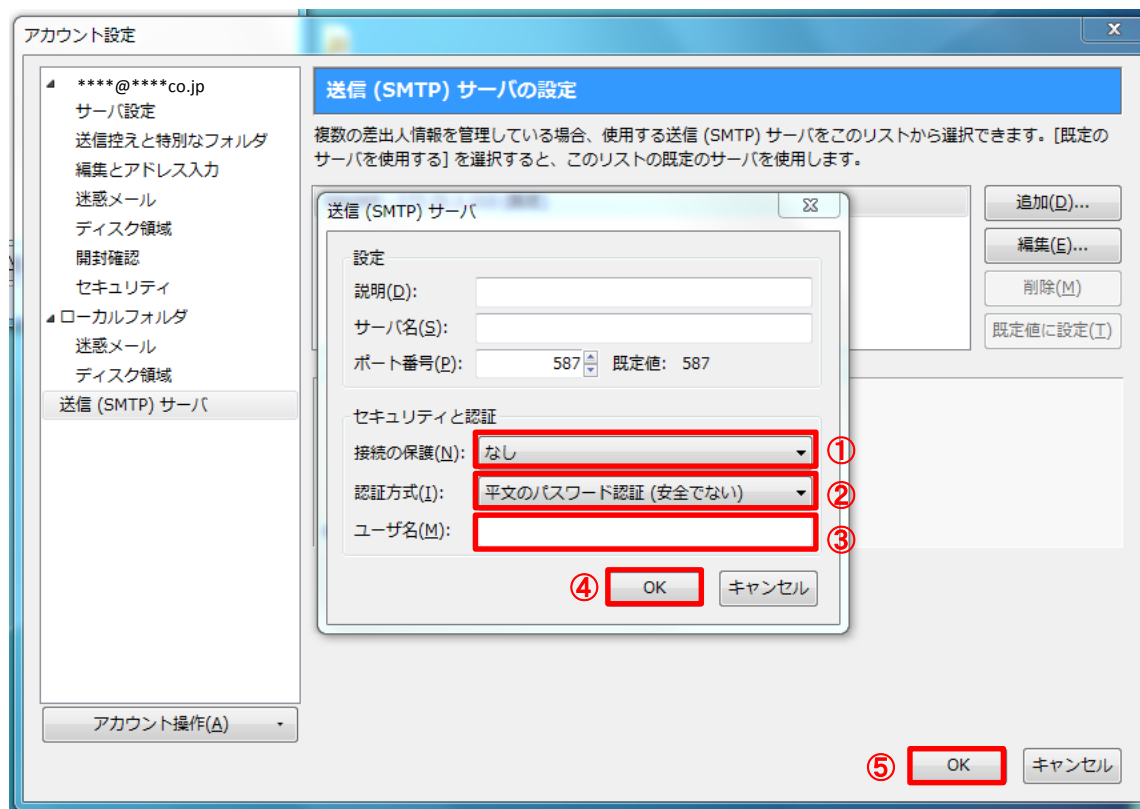 アカウント設定
****@****co.jp
サーバ設定
送信控えと特別なフォルダ
編集とアドレス入力
迷惑メール
ディスク領域
開封確認
セキュリティ
ローカルフォルダ
迷惑メール
ディスク領域
送信 (SMTP) サーバ
アカウント操作(A)
送信 (SMTP) サーバの設定
複数の差出人情報を管理している場合、使用する送信 (SMTP) サーバをこのリストから選択できます。[既定の
サーバを使用する] を選択すると、このリストの既定のサーバを使用します。
追加(D)...
編集(E)...
削除(M)
既定値に設定(T)
送信 (SMTP) サーバ
設定
説明(D):
サーバ名(S):
ポート番号(P): 587 既定値: 587
セキュリティと認証
接続の保護(N): なし ①
認証方式(I): 平文のパスワード認証 (安全でない) ②
ユーザ名(M): ③
④ OK キャンセル
⑤ OK キャンセル